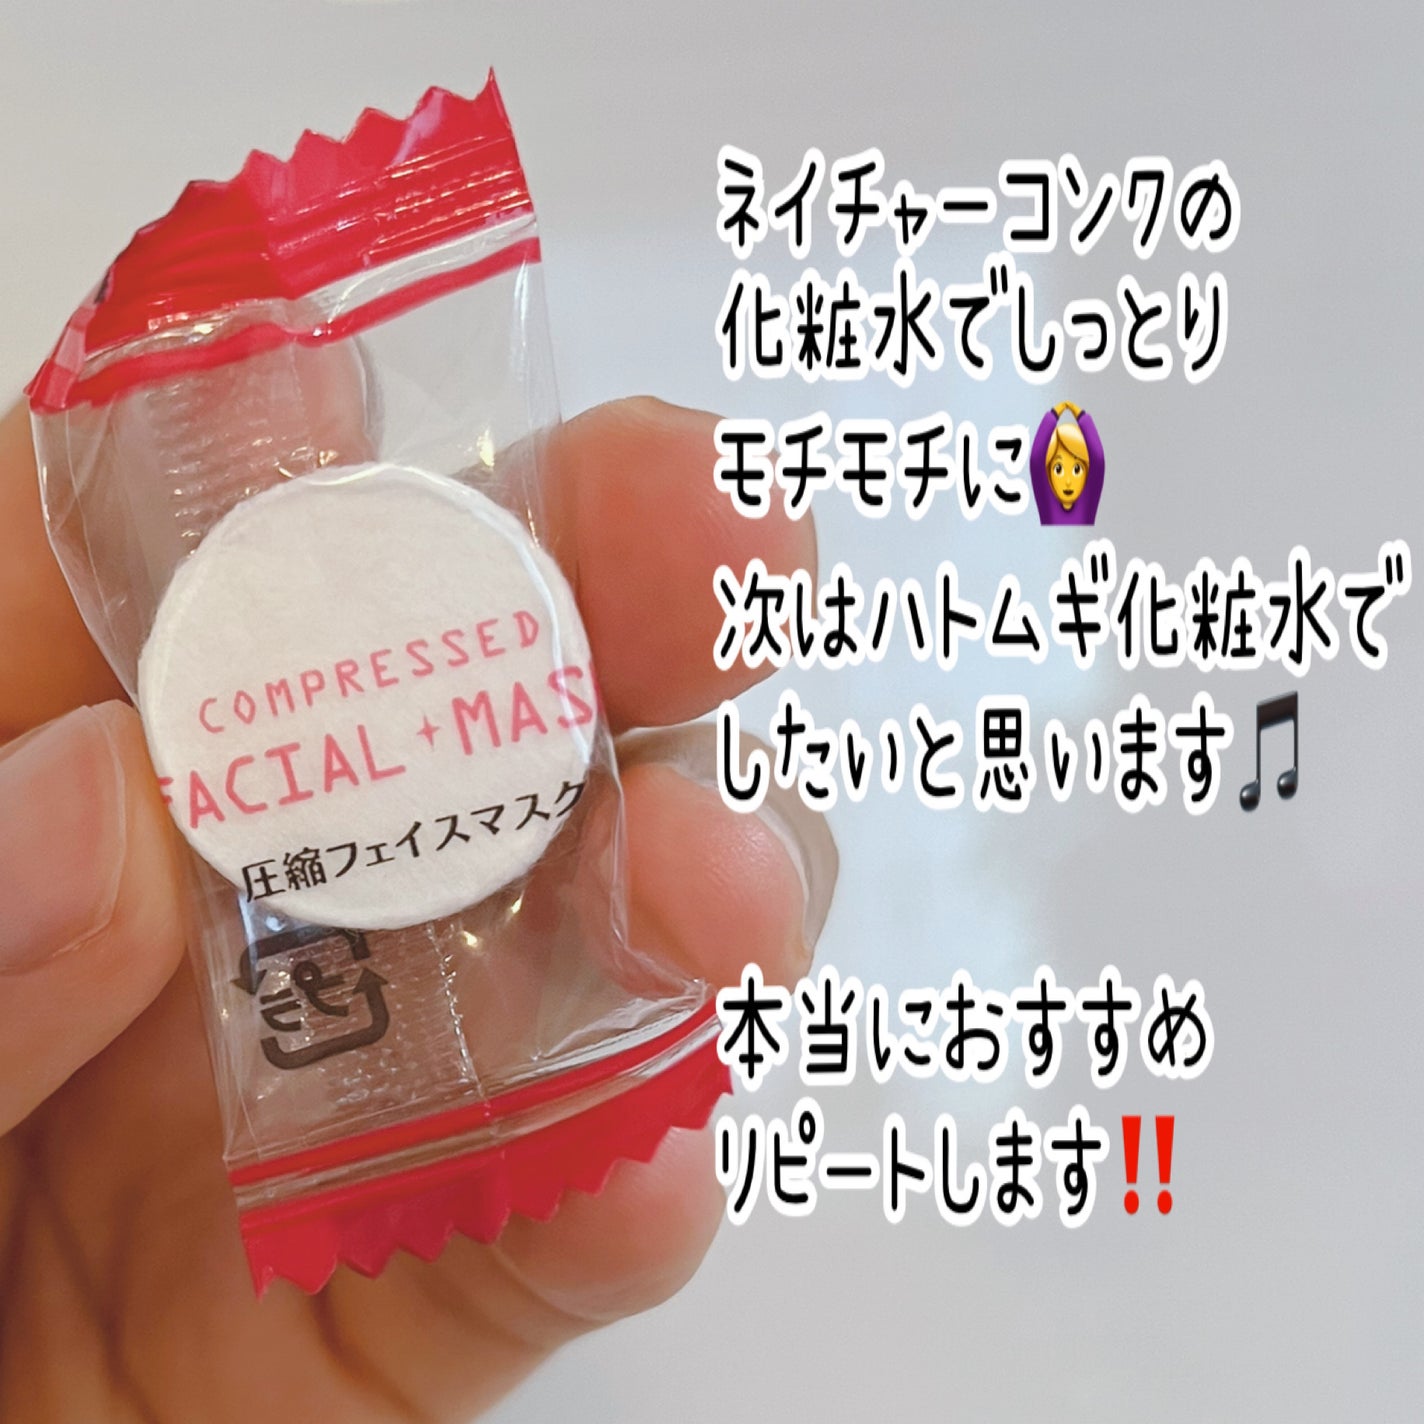 ネイチャーコンクの
化粧水でしっとり
モチモチに🙆‍♀️
次はハトムギ化粧水で
したいと思います🎵
本当におすすめ
リピートします‼️
COMPRESSED
FACIAL+MAS
圧縮フェイスマスク
プラ